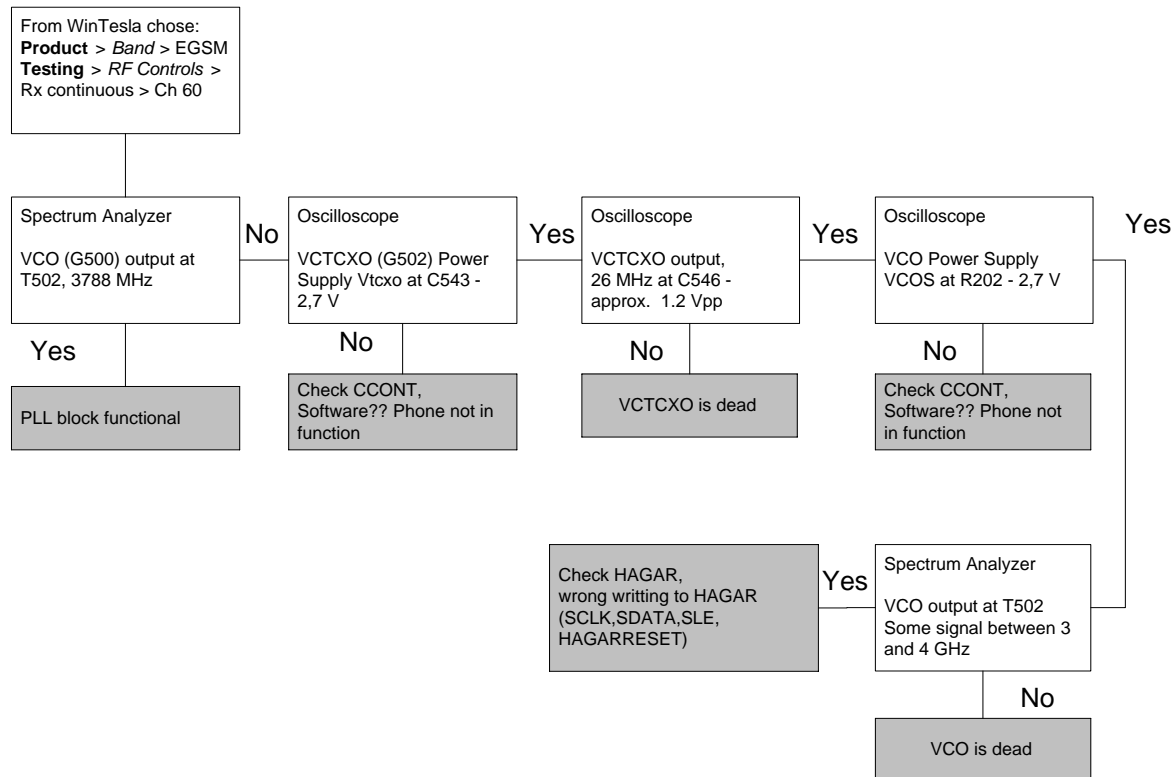 From WinTesla chose:
Product > Band > EGSM
Testing > RF Controls >
Rx continuous > Ch 60
Spectrum Analyzer
VCO (G500) output at
T502, 3788 MHz
No
Oscilloscope
VCTCXO (G502) Power
Supply Vtcxo at C543 -
2,7 V
Yes
Oscilloscope
VCTCXO output,
26 MHz at C546 -
approx. 1.2 Vpp
Yes
Oscilloscope
VCO Power Supply
VCOS at R202 - 2,7 V
Yes
Yes
No
No
No
PLL block functional
Check CCONT,
Software?? Phone not in
function
VCTCXO is dead
Check CCONT,
Software?? Phone not
in function
Check HAGAR,
wrong writting to HAGAR
(SCLK,SDATA,SLE,
HAGARRESET)
Yes
Spectrum Analyzer
VCO output at T502
Some signal between 3
and 4 GHz
No
VCO is dead